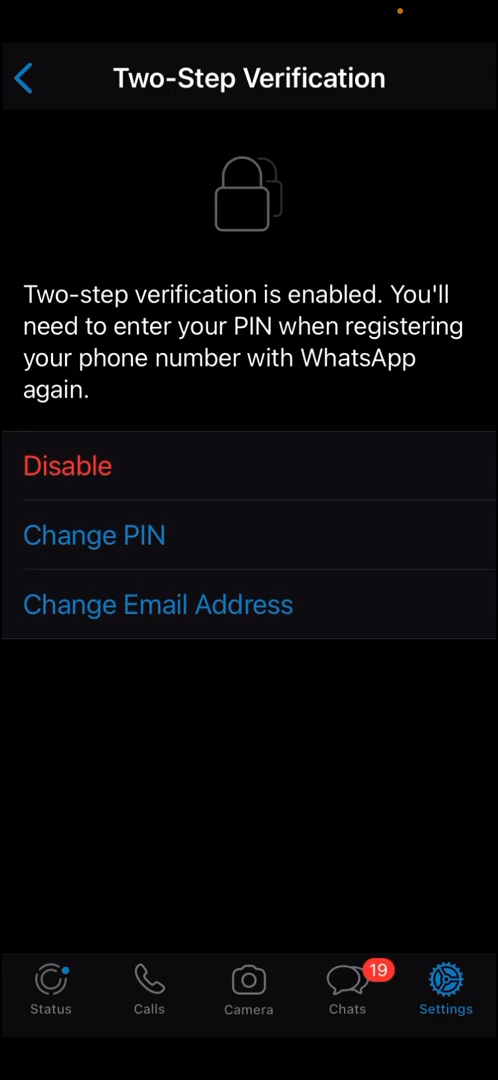 Two-Step Verification
Two-step verification is enabled. You'll
need to enter your PIN when registering
your phone number with WhatsApp
again.
Disable
Change PIN
Change Email Address
19
Status
Calls
Camera
Chats
Settings